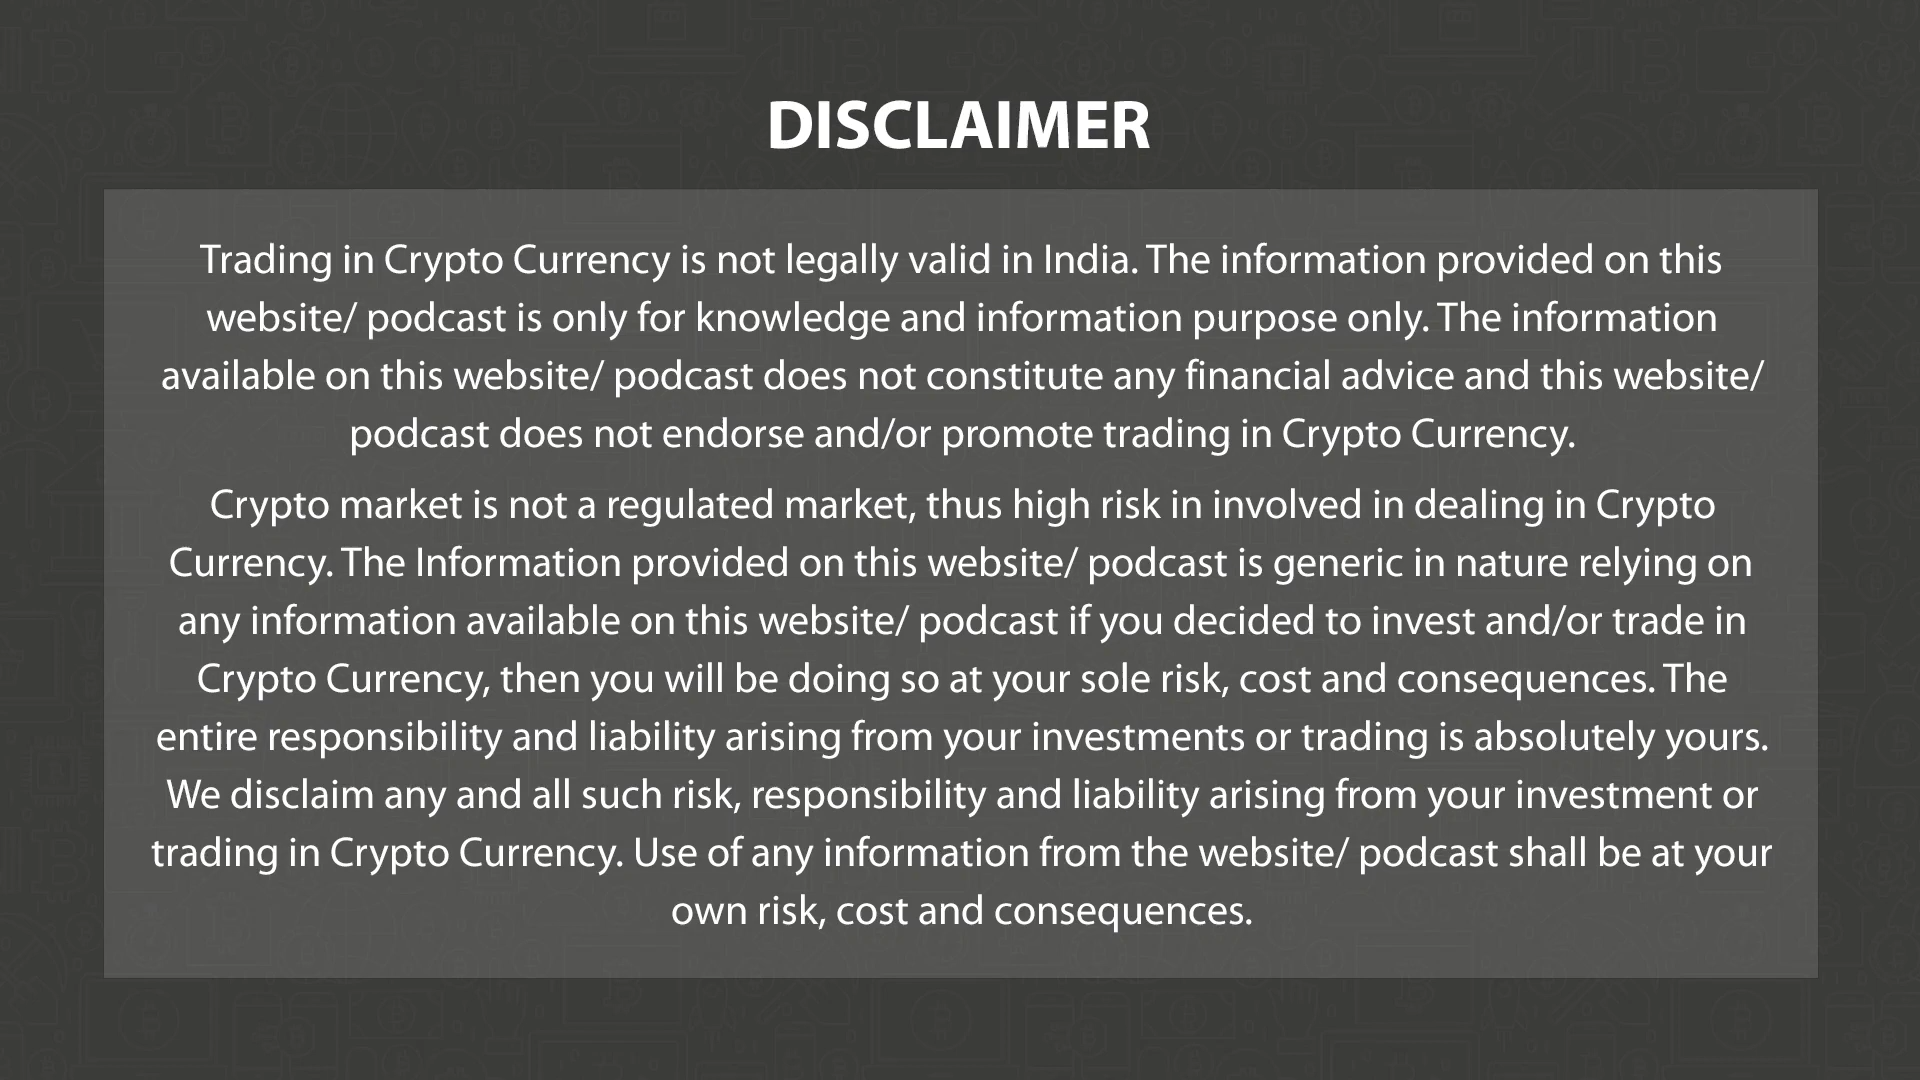 DISCLAIMER
Trading in Crypto Currency is not legally valid in India. The information provided on this
website/ podcast is only for knowledge and information purpose only. The information
available on this website/ podcast does not constitute any financial advice and this website/
podcast does not endorse and/or promote trading in Crypto Currency.
Crypto market is not a regulated market, thus high risk in involved in dealing in Crypto
Currency. The Information provided on this website/ podcast is generic in nature relying on
any information available on this website/ podcast if you decided to invest and/or trade in
Crypto Currency, then you will be doing so at your sole risk, cost and consequences. The
entire responsibility and liability arising from your investments or trading is absolutely yours.
We disclaim any and all such risk, responsibility and liability arising from your investment or
trading in Crypto Currency. Use of any information from the website/ podcast shall be at your
own risk, cost and consequences.